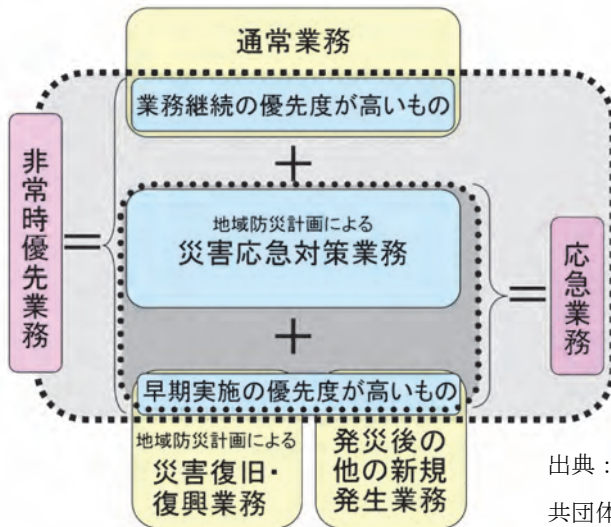 通常業務
業務継続の優先度が高いもの
+
非常時優先業務
=
地域防災計画による
災害応急対策業務
=
応急業務
+
早期実施の優先度が高いもの
地域防災計画による
災害復旧・
復興業務
発災後の
他の新規
発生業務
出典：
共団体